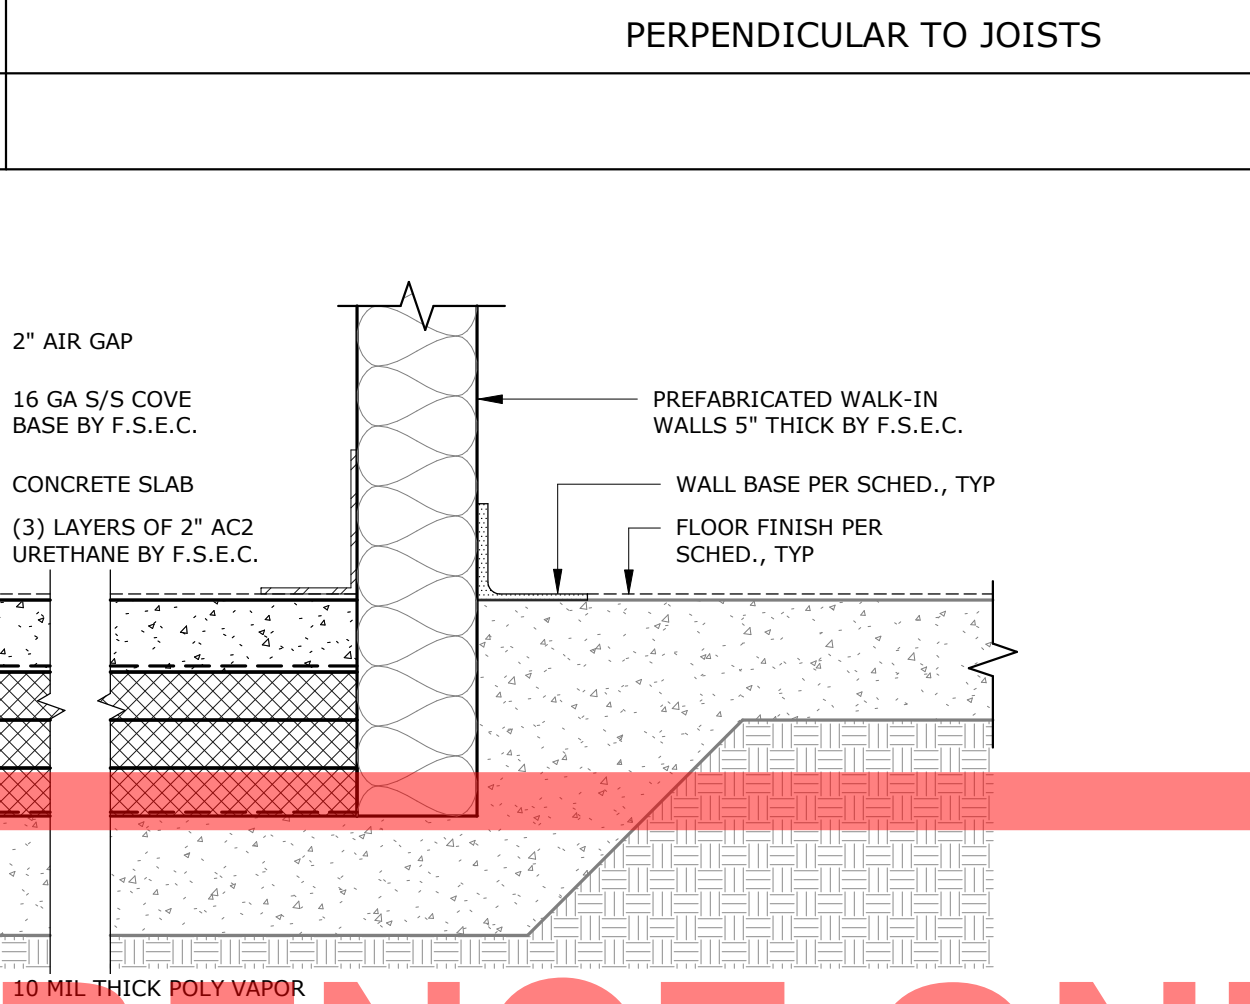 PERPENDICULAR TO JOISTS
2" AIR GAP
16 GA S/S COVE
BASE BY F.S.E.C.
CONCRETE SLAB
(3) LAYERS OF 2" AC2
URETHANE BY F.S.E.C.
PREFABRICATED WALK-IN
WALLS 5" THICK BY F.S.E.C.
WALL BASE PER SCHED., TYP
FLOOR FINISH PER
SCHED., TYP
10 MIL THICK POLY VAPOR